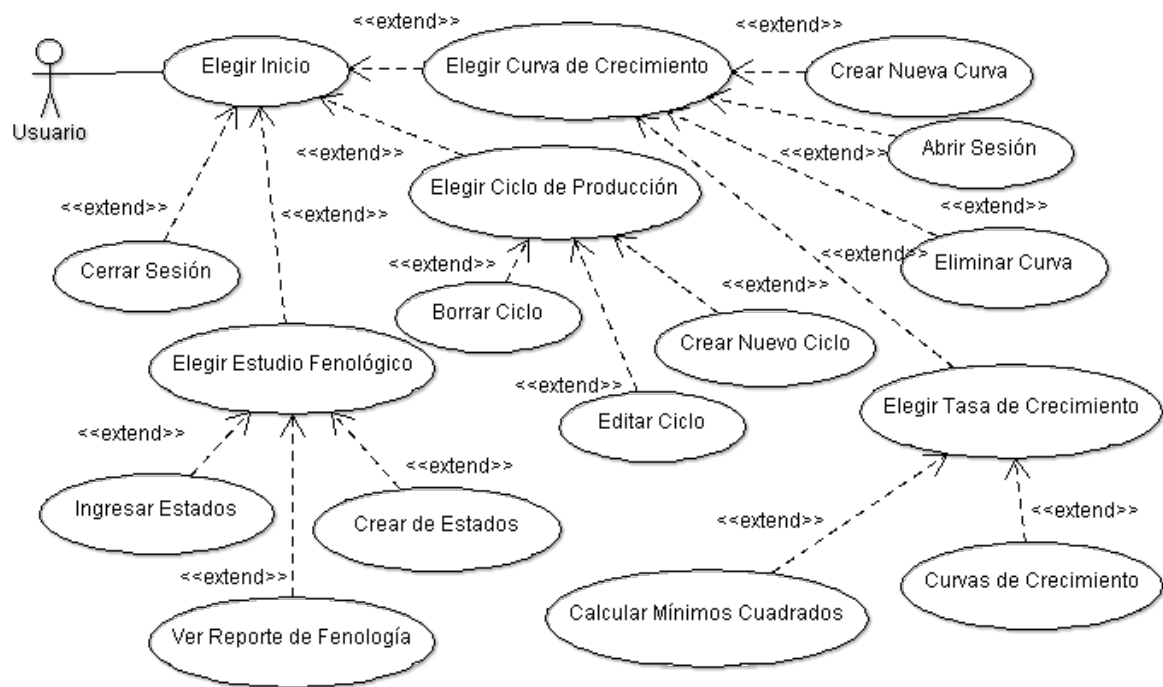 <<extend>>
<<extend>>
Elegir Inicio
Elegir Curva de Crecimiento
Crear Nueva Curva
Usuario
<<extend>>
<<extend>>
Abrir Sesión
Elegir Ciclo de Producción
<<extend>>
<<extend>>
<<extend>>
Cerrar Sesión
<<extend>>
<<extend>>
Eliminar Curva
Borrar Ciclo
<<extend>>
Crear Nuevo Ciclo
Elegir Estudio Fenológico
<<extend>>
Editar Ciclo
Elegir Tasa de Crecimiento
<<extend>>
<<extend>>
Ingresar Estados
Crear de Estados
<<extend>>
<<extend>>
<<extend>>
Curvas de Crecimiento
Calcular Mínimos Cuadrados
Ver Reporte de Fenología